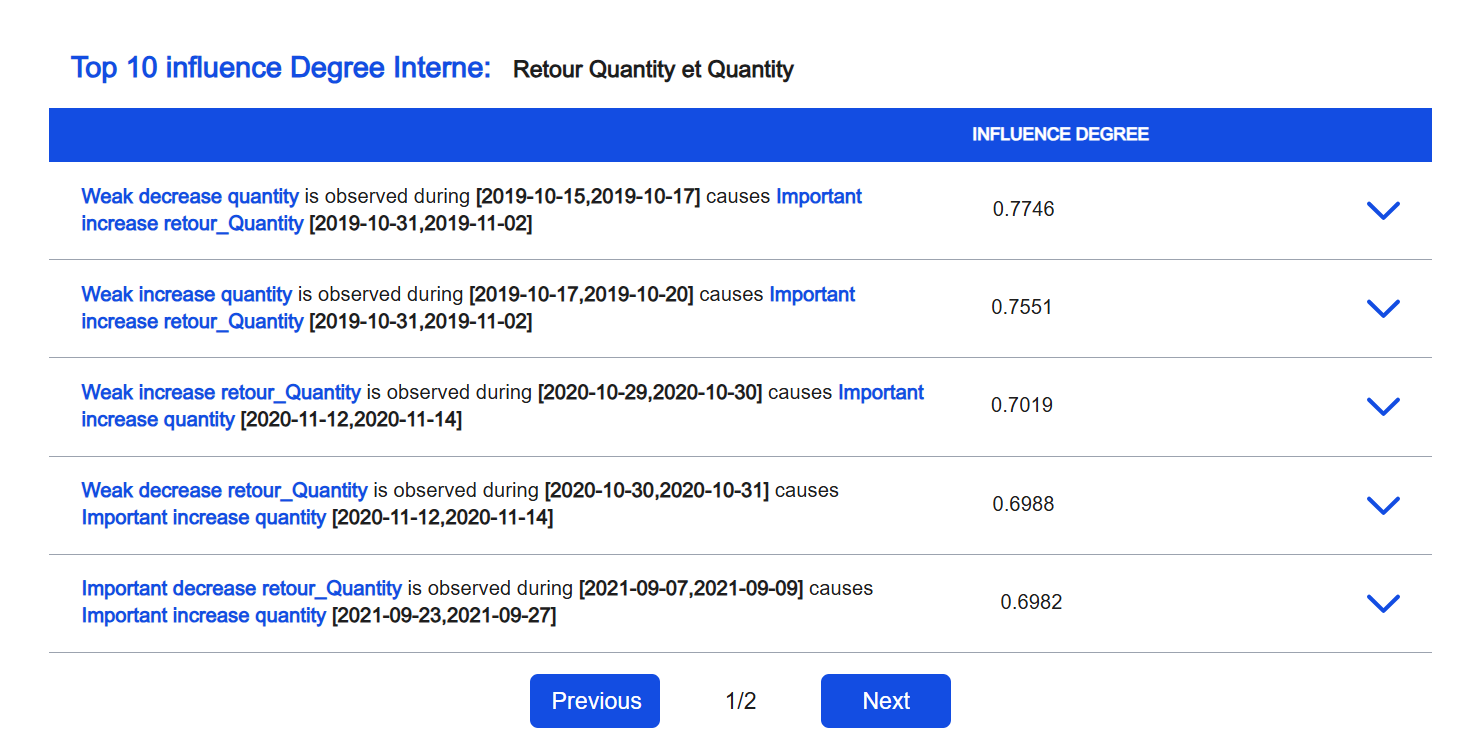 Top 10 influence Degree Interne: Retour Quantity et Quantity
INFLUENCE DEGREE
Weak decrease quantity is observed during [2019-10-15,2019-10-17] causes Important
increase retour_Quantity [2019-10-31,2019-11-02]
0.7746
Weak increase quantity is observed during [2019-10-17,2019-10-20] causes Important
increase retour_Quantity [2019-10-31,2019-11-02]
0.7551
Weak increase retour_Quantity is observed during [2020-10-29,2020-10-30] causes Important
increase quantity [2020-11-12,2020-11-14]
0.7019
Weak decrease retour_Quantity is observed during [2020-10-30,2020-10-31] causes
Important increase quantity [2020-11-12,2020-11-14]
0.6988
Important decrease retour_Quantity is observed during [2021-09-07,2021-09-09] causes
Important increase quantity [2021-09-23,2021-09-27]
0.6982
Previous 1/2 Next